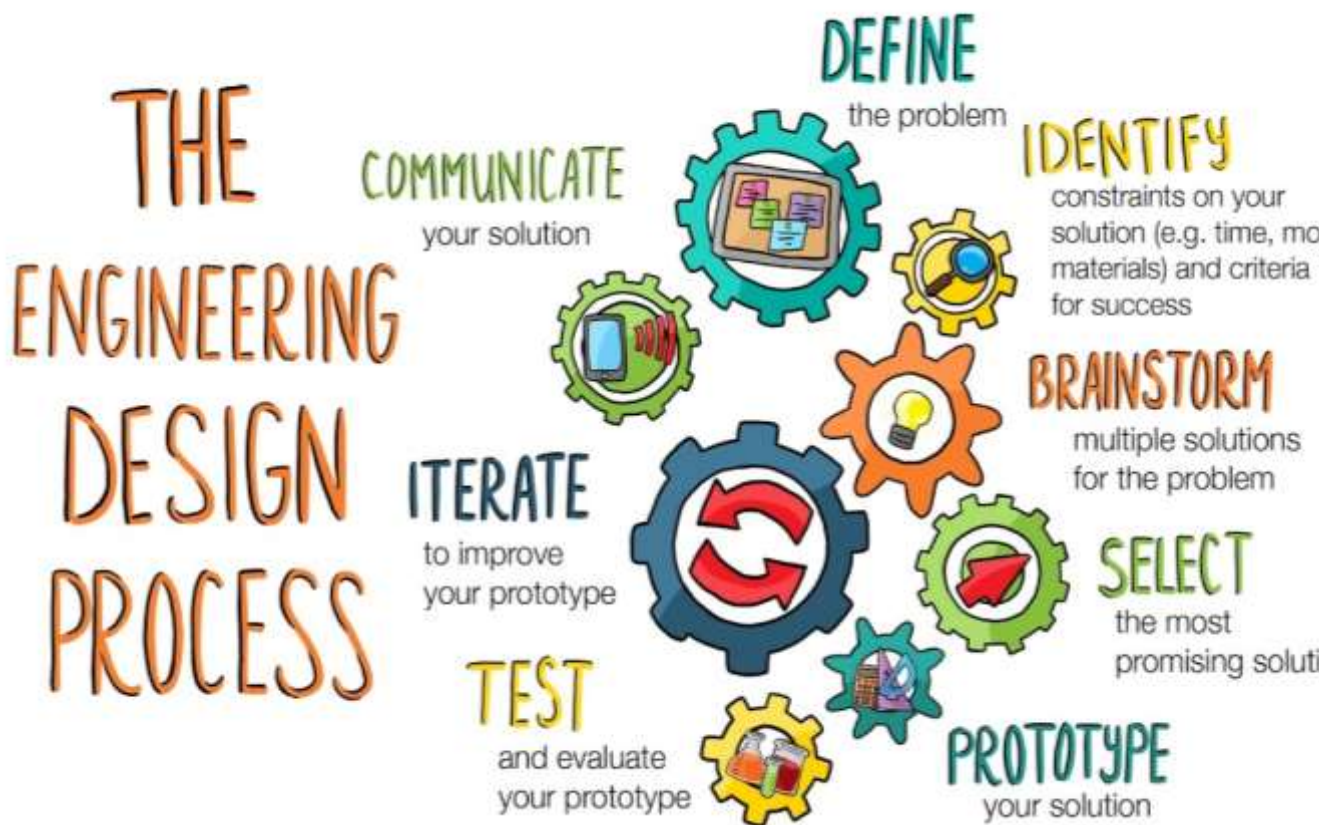 THE
ENGINEERING
DESIGN
PROCESS
DEFINE
the problem
IDENTIFY
constraints on your
solution (e.g. time,
materials) and criteria
for success
BRAINSTORM
multiple solutions
for the problem
SELECT
the most
promising
PROTOTYPE
your solution
TEST
and evaluate
your prototype
ITERATE
to improve
your prototype
COMMUNICATE
your solution